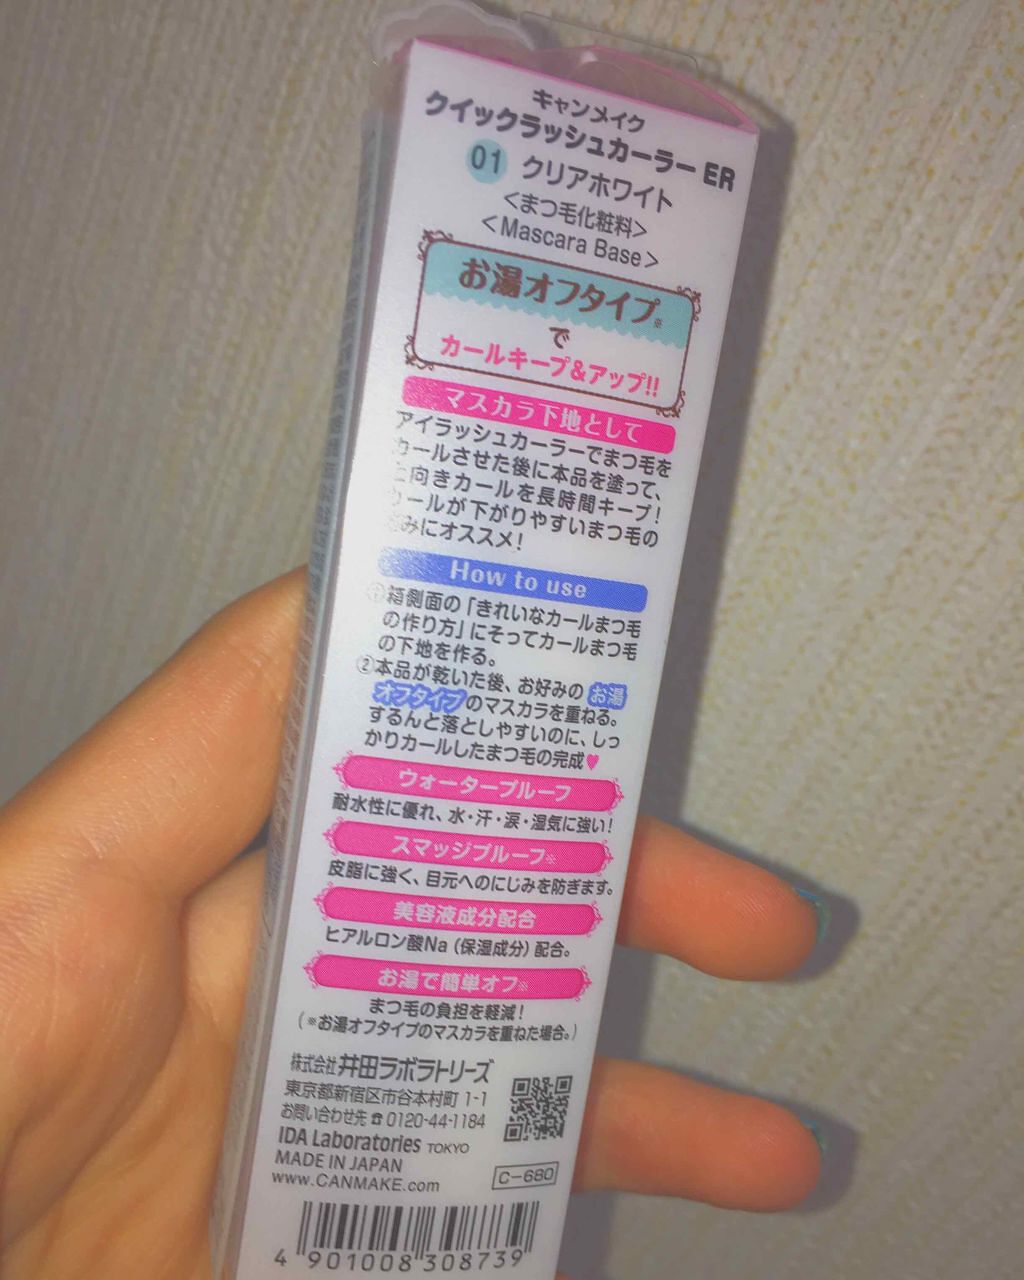 キャンメイク
クイックラッシュカーラー ER
01 クリアホワイト
<まつ毛化粧料>
<Mascara Base>
お湯オフタイプ※
で
カールキープ&アップ!!
マスカラ下地として
アイラッシュカーラーでまつ毛を
カールさせた後に本品を塗って、
上向きカールを長時間キープ!
カールが下がりやすいまつ毛の
悩みにオススメ!
How to use
①箱側面の「きれいなカールまつ毛
の作り方」にそってカールまつ毛
の下地を作る。
②本品が乾いた後、お好みの お湯
オフタイプのマスカラを重ねる。
するんと落としやすいのに、しっ
かりカールしたまつ毛の完成♥
ウォータープルーフ
耐水性に優れ、水・汗・涙・湿気に強い!
スマッジプルーフ※
皮脂に強く、目元へのにじみを防ぎます。
美容液成分配合
ヒアルロン酸Na(保湿成分)配合。
お湯で簡単オフ※
まつ毛の負担を軽減!
(※お湯オフタイプのマスカラを重ねた場合。)
株式会社 井田ラボラトリーズ
東京都新宿区市谷本村町 1-1
お問い合わせ先☎0120-44-1184
IDA Laboratories TOKYO
MADE IN JAPAN
www.CANMAKE.com
C-680
4 901008 308739